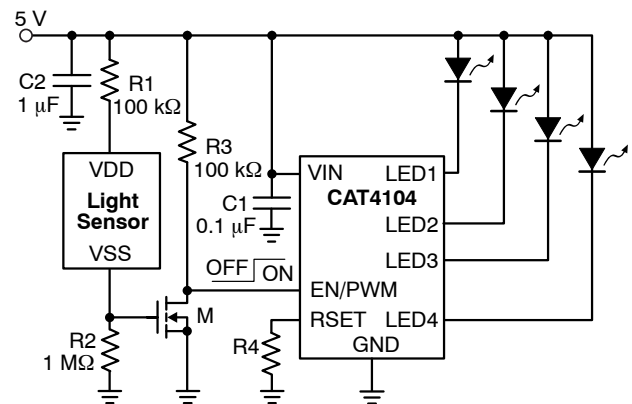 5 V
C2
1 μF
R1
100 kΩ
R3
100 kΩ
VDD
Light
Sensor
VSS
C1
0.1 μF
VIN
LED1
CAT4104
LED2
LED3
OFF
ON
EN/PWM
M
RSET
LED4
R2
1 MΩ
R4
GND